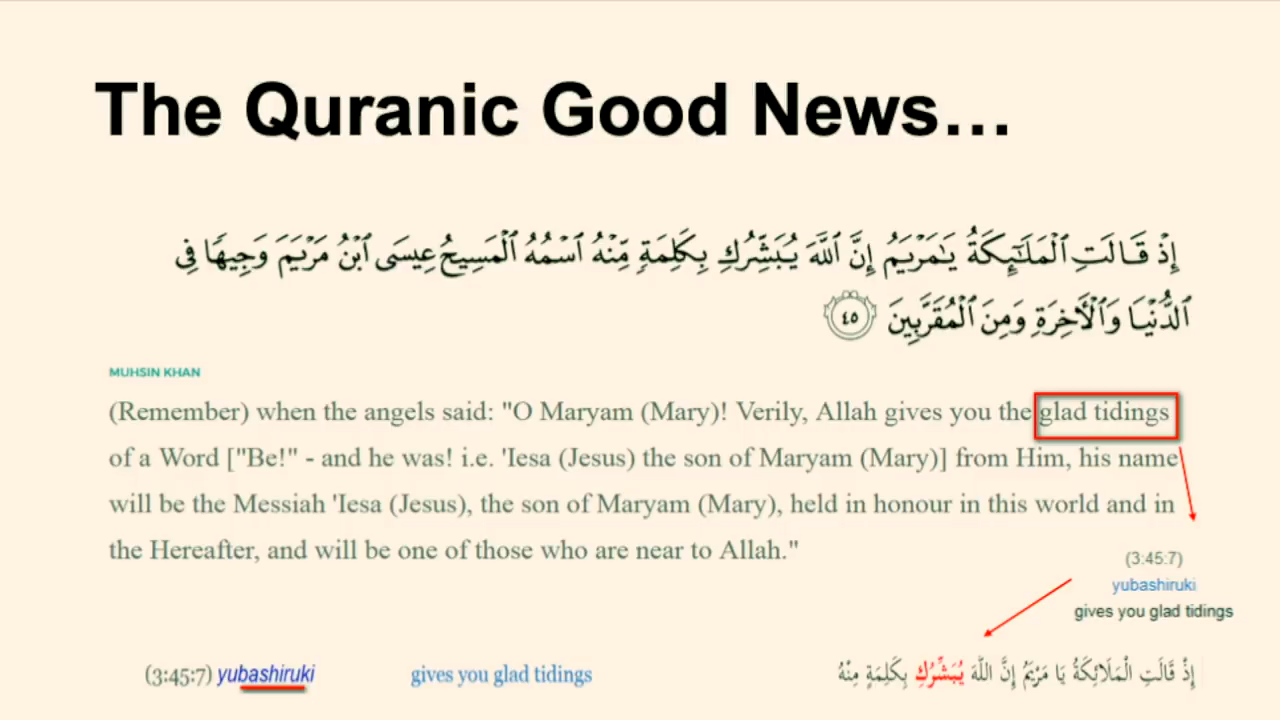 The Quranic Good News…
إِذْ قَالَتِ ٱلْمَلَـٰٓئِكَةُ يَـٰمَرْيَمُ إِنَّ ٱللَّهَ يُبَشِّرُكِ بِكَلِمَةٍ مِّنْهُ ٱسْمُهُ ٱلْمَسِيحُ عِيسَى ٱبْنُ مَرْيَمَ وَجِيهًا فِى
ٱلدُّنْيَا وَٱلْـَٔاخِرَةِ وَمِنَ ٱلْمُقَرَّبِينَ ٤٥
MUHSIN KHAN
(Remember) when the angels said: "O Maryam (Mary)! Verily, Allah gives you the glad tidings
of a Word ["Be!" - and he was! i.e. 'Iesa (Jesus) the son of Maryam (Mary)] from Him, his name
will be the Messiah 'Iesa (Jesus), the son of Maryam (Mary), held in honour in this world and in
the Hereafter, and will be one of those who are near to Allah."
(3:45:7)
yubashiruki
gives you glad tidings
(3:45:7) yubashiruki gives you glad tidings
إِذْ قَالَتِ الْمَلَائِكَةُ يَا مَرْيَمُ إِنَّ اللَّهَ يُبَشِّرُكِ بِكَلِمَةٍ مِنْهُ